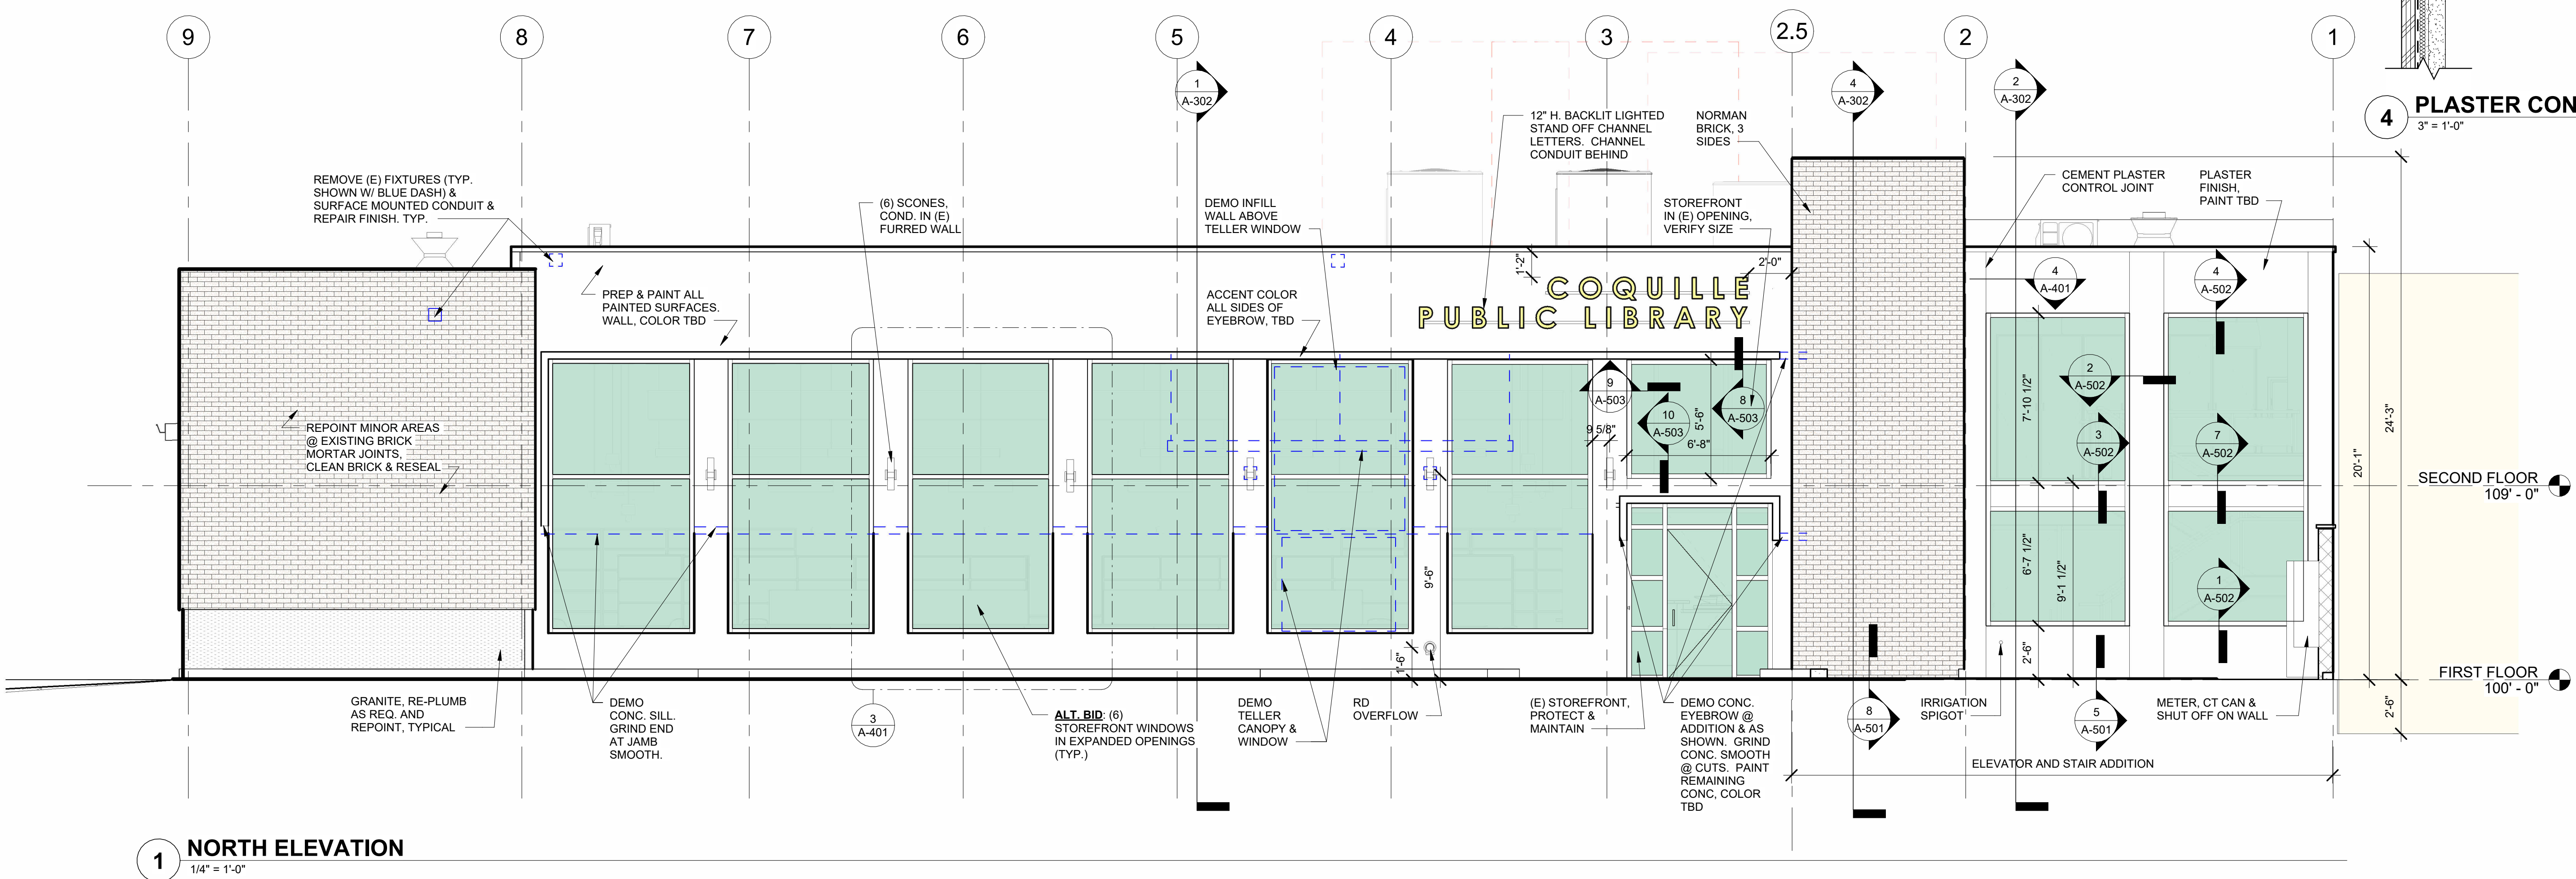 9
8
7
6
5
4
3
2.5
2
1
1
A-302
4
A-302
2
A-302
4
PLASTER CON
3" = 1'-0"
12" H. BACKLIT LIGHTED
STAND OFF CHANNEL
LETTERS. CHANNEL
CONDUIT BEHIND
NORMAN
BRICK, 3
SIDES
REMOVE (E) FIXTURES (TYP.
SHOWN W/ BLUE DASH) &
SURFACE MOUNTED CONDUIT &
REPAIR FINISH. TYP.
(6) SCONES,
COND. IN (E)
FURRED WALL
DEMO INFILL
WALL ABOVE
TELLER WINDOW
STOREFRONT
IN (E) OPENING,
VERIFY SIZE
CEMENT PLASTER
CONTROL JOINT
PLASTER
FINISH,
PAINT TBD
PREP & PAINT ALL
PAINTED SURFACES.
WALL, COLOR TBD
ACCENT COLOR
ALL SIDES OF
EYEBROW, TBD
1'-2"
2'-0"
COQUILLE
PUBLIC LIBRARY
4
A-401
4
A-502
REPOINT MINOR AREAS
@ EXISTING BRICK
MORTAR JOINTS,
CLEAN BRICK & RESEAL
9
A-503
10
A-503
8
A-503
9 5/8"
5'-6"
6'-8"
7'-10 1/2"
2
A-502
3
A-502
7
A-502
24'-3"
20'-1"
SECOND FLOOR
109' - 0"
9'-6"
1'-6"
6'-7 1/2"
9'-1 1/2"
2'-6"
1
A-502
FIRST FLOOR
100' - 0"
2'-6"
GRANITE, RE-PLUMB
AS REQ. AND
REPOINT, TYPICAL
DEMO
CONC. SILL.
GRIND END
AT JAMB
SMOOTH.
3
A-401
ALT. BID: (6)
STOREFRONT WINDOWS
IN EXPANDED OPENINGS
(TYP.)
DEMO
TELLER
CANOPY &
WINDOW
RD
OVERFLOW
(E) STOREFRONT,
PROTECT &
MAINTAIN
DEMO CONC.
EYEBROW @
ADDITION & AS
SHOWN. GRIND
CONC. SMOOTH
@ CUTS. PAINT
REMAINING
CONC, COLOR
TBD
8
A-501
IRRIGATION
SPIGOT
5
A-501
METER, CT CAN &
SHUT OFF ON WALL
ELEVATOR AND STAIR ADDITION
1
NORTH ELEVATION
1/4" = 1'-0"